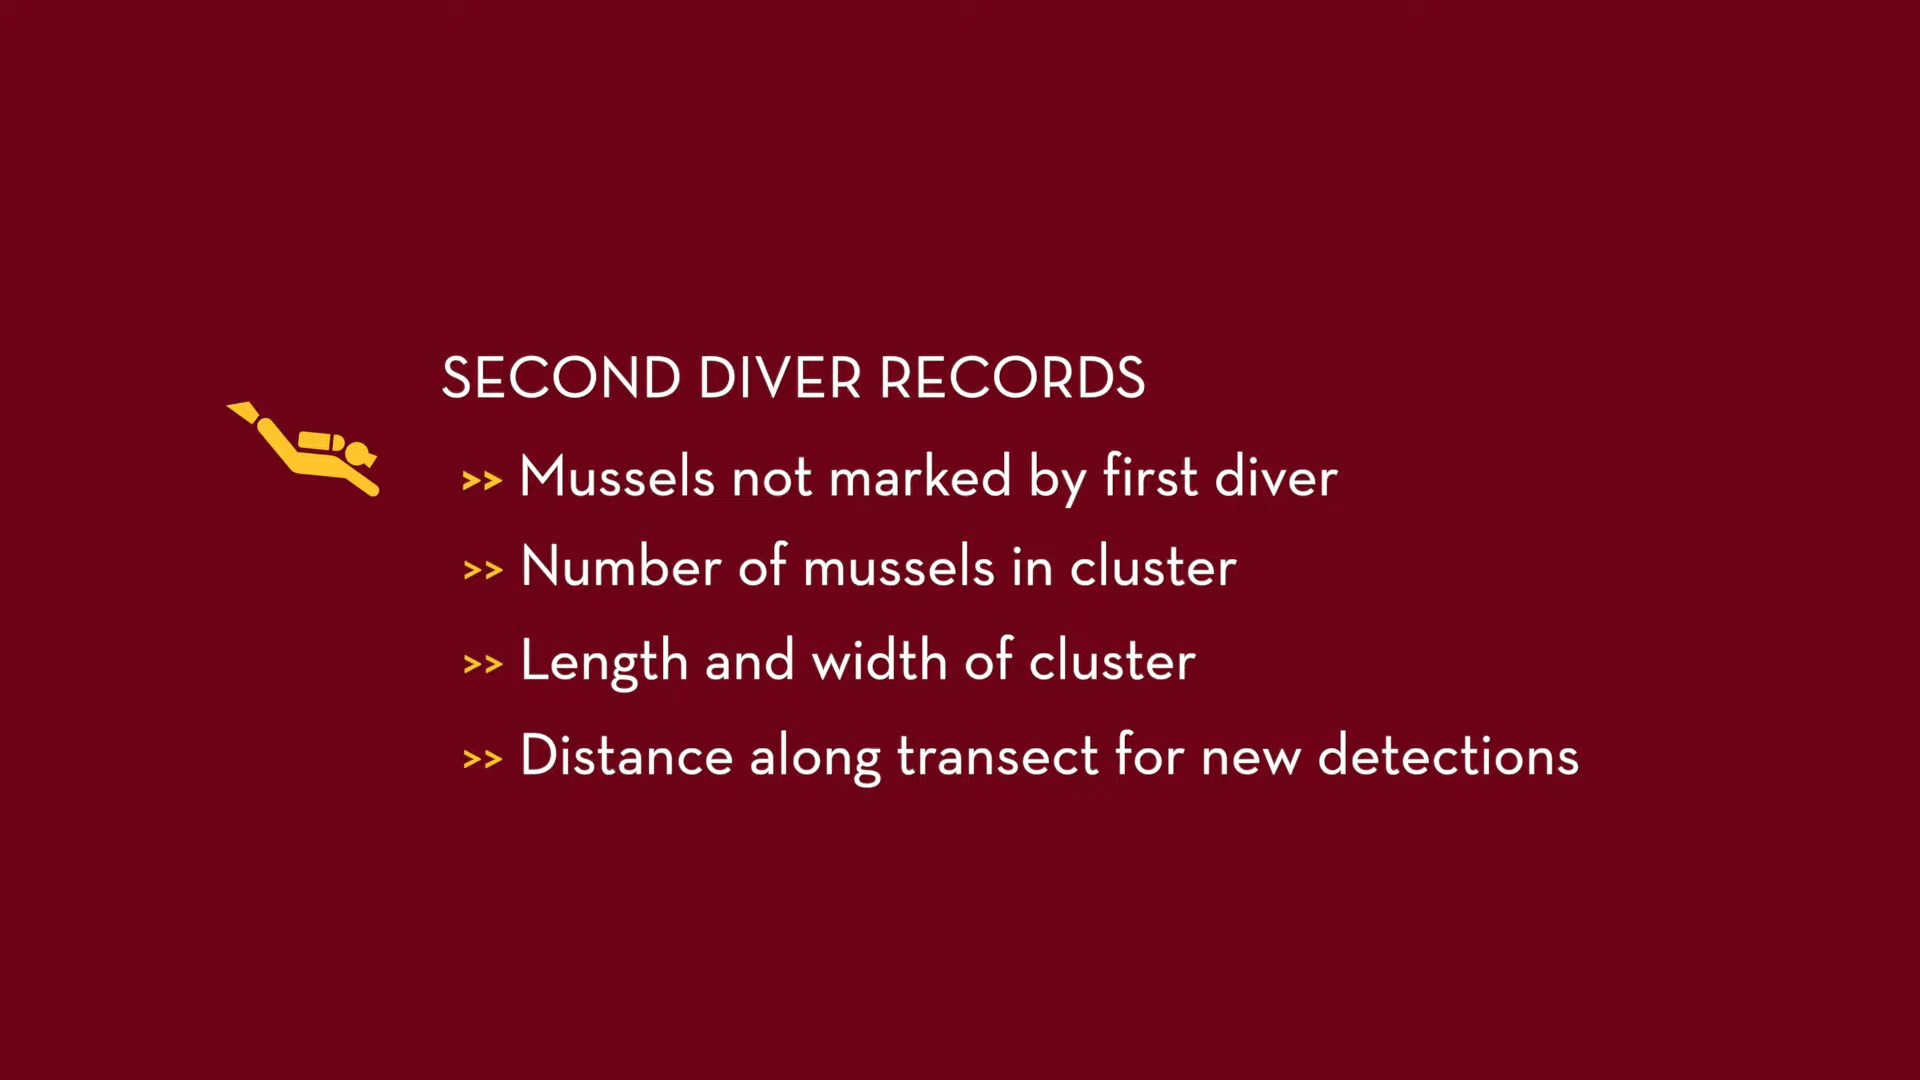 SECOND DIVER RECORDS
>> Mussels not marked by first diver
>> Number of mussels in cluster
>> Length and width of cluster
>> Distance along transect for new detections